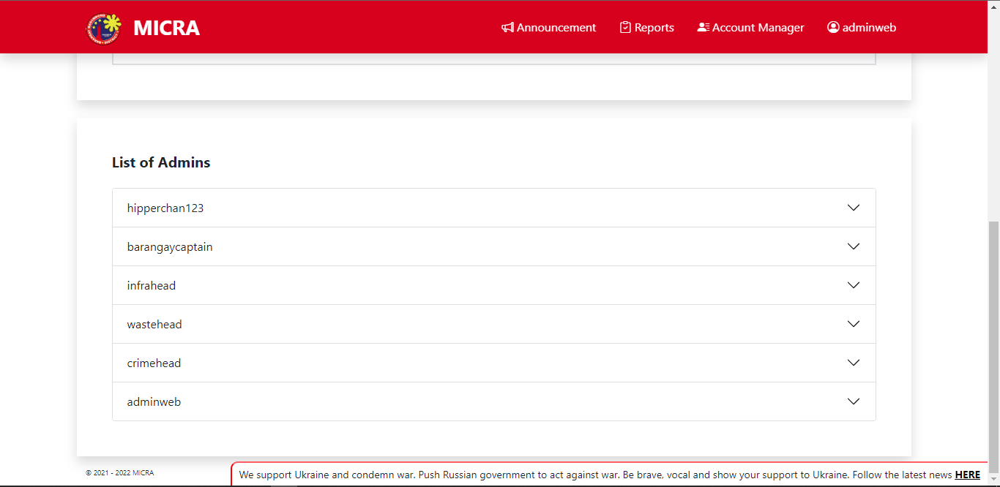 MICRA
Announcement
Reports
Account Manager
adminweb
List of Admins
hipperchan123
barangaycaptain
infrahead
wastehead
crimehead
adminweb
© 2021 - 2022 MICRA
We support Ukraine and condemn war. Push Russian government to act against war. Be brave, vocal and show your support to Ukraine. Follow the latest news HERE